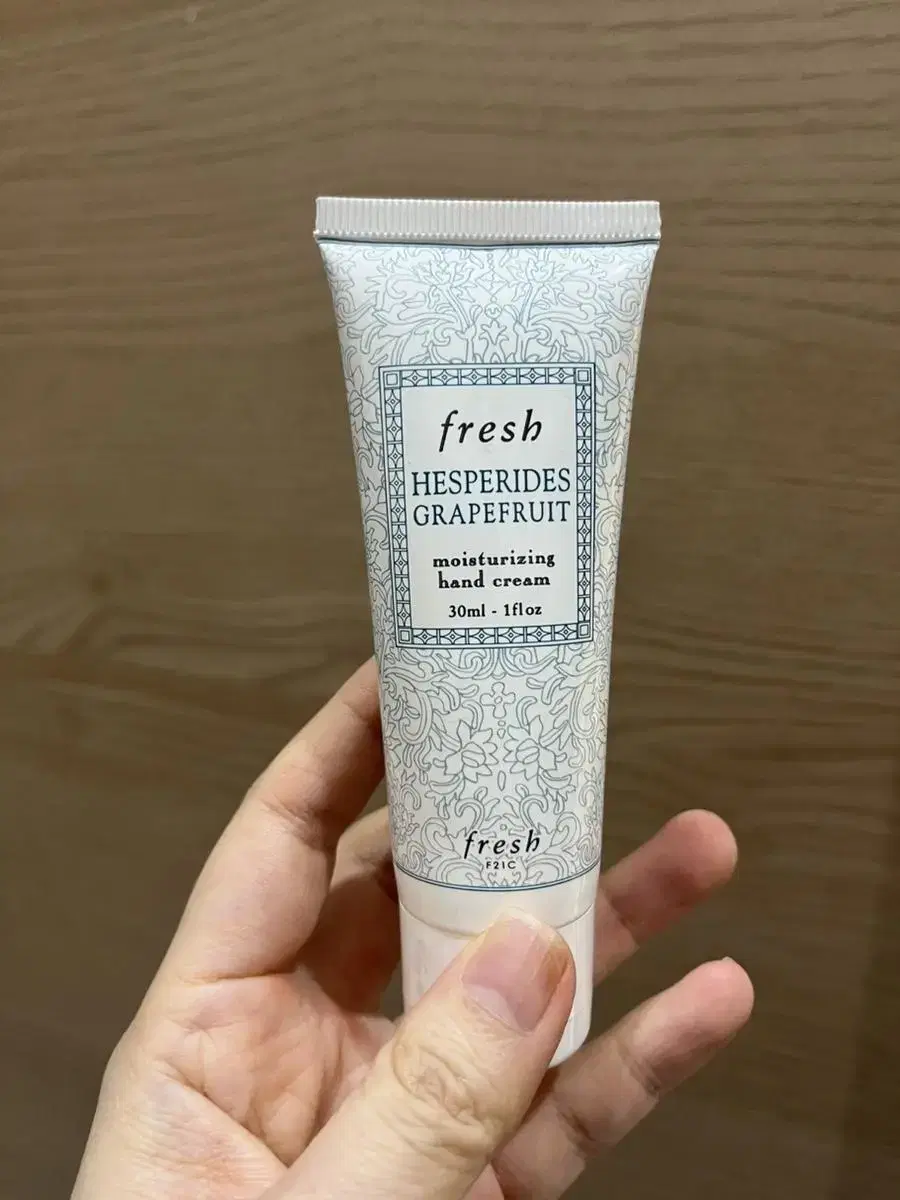 fresh
HESPERIDES
GRAPEFRUIT
moisturizing
hand cream
30ml - 1fl oz
fresh
F21C